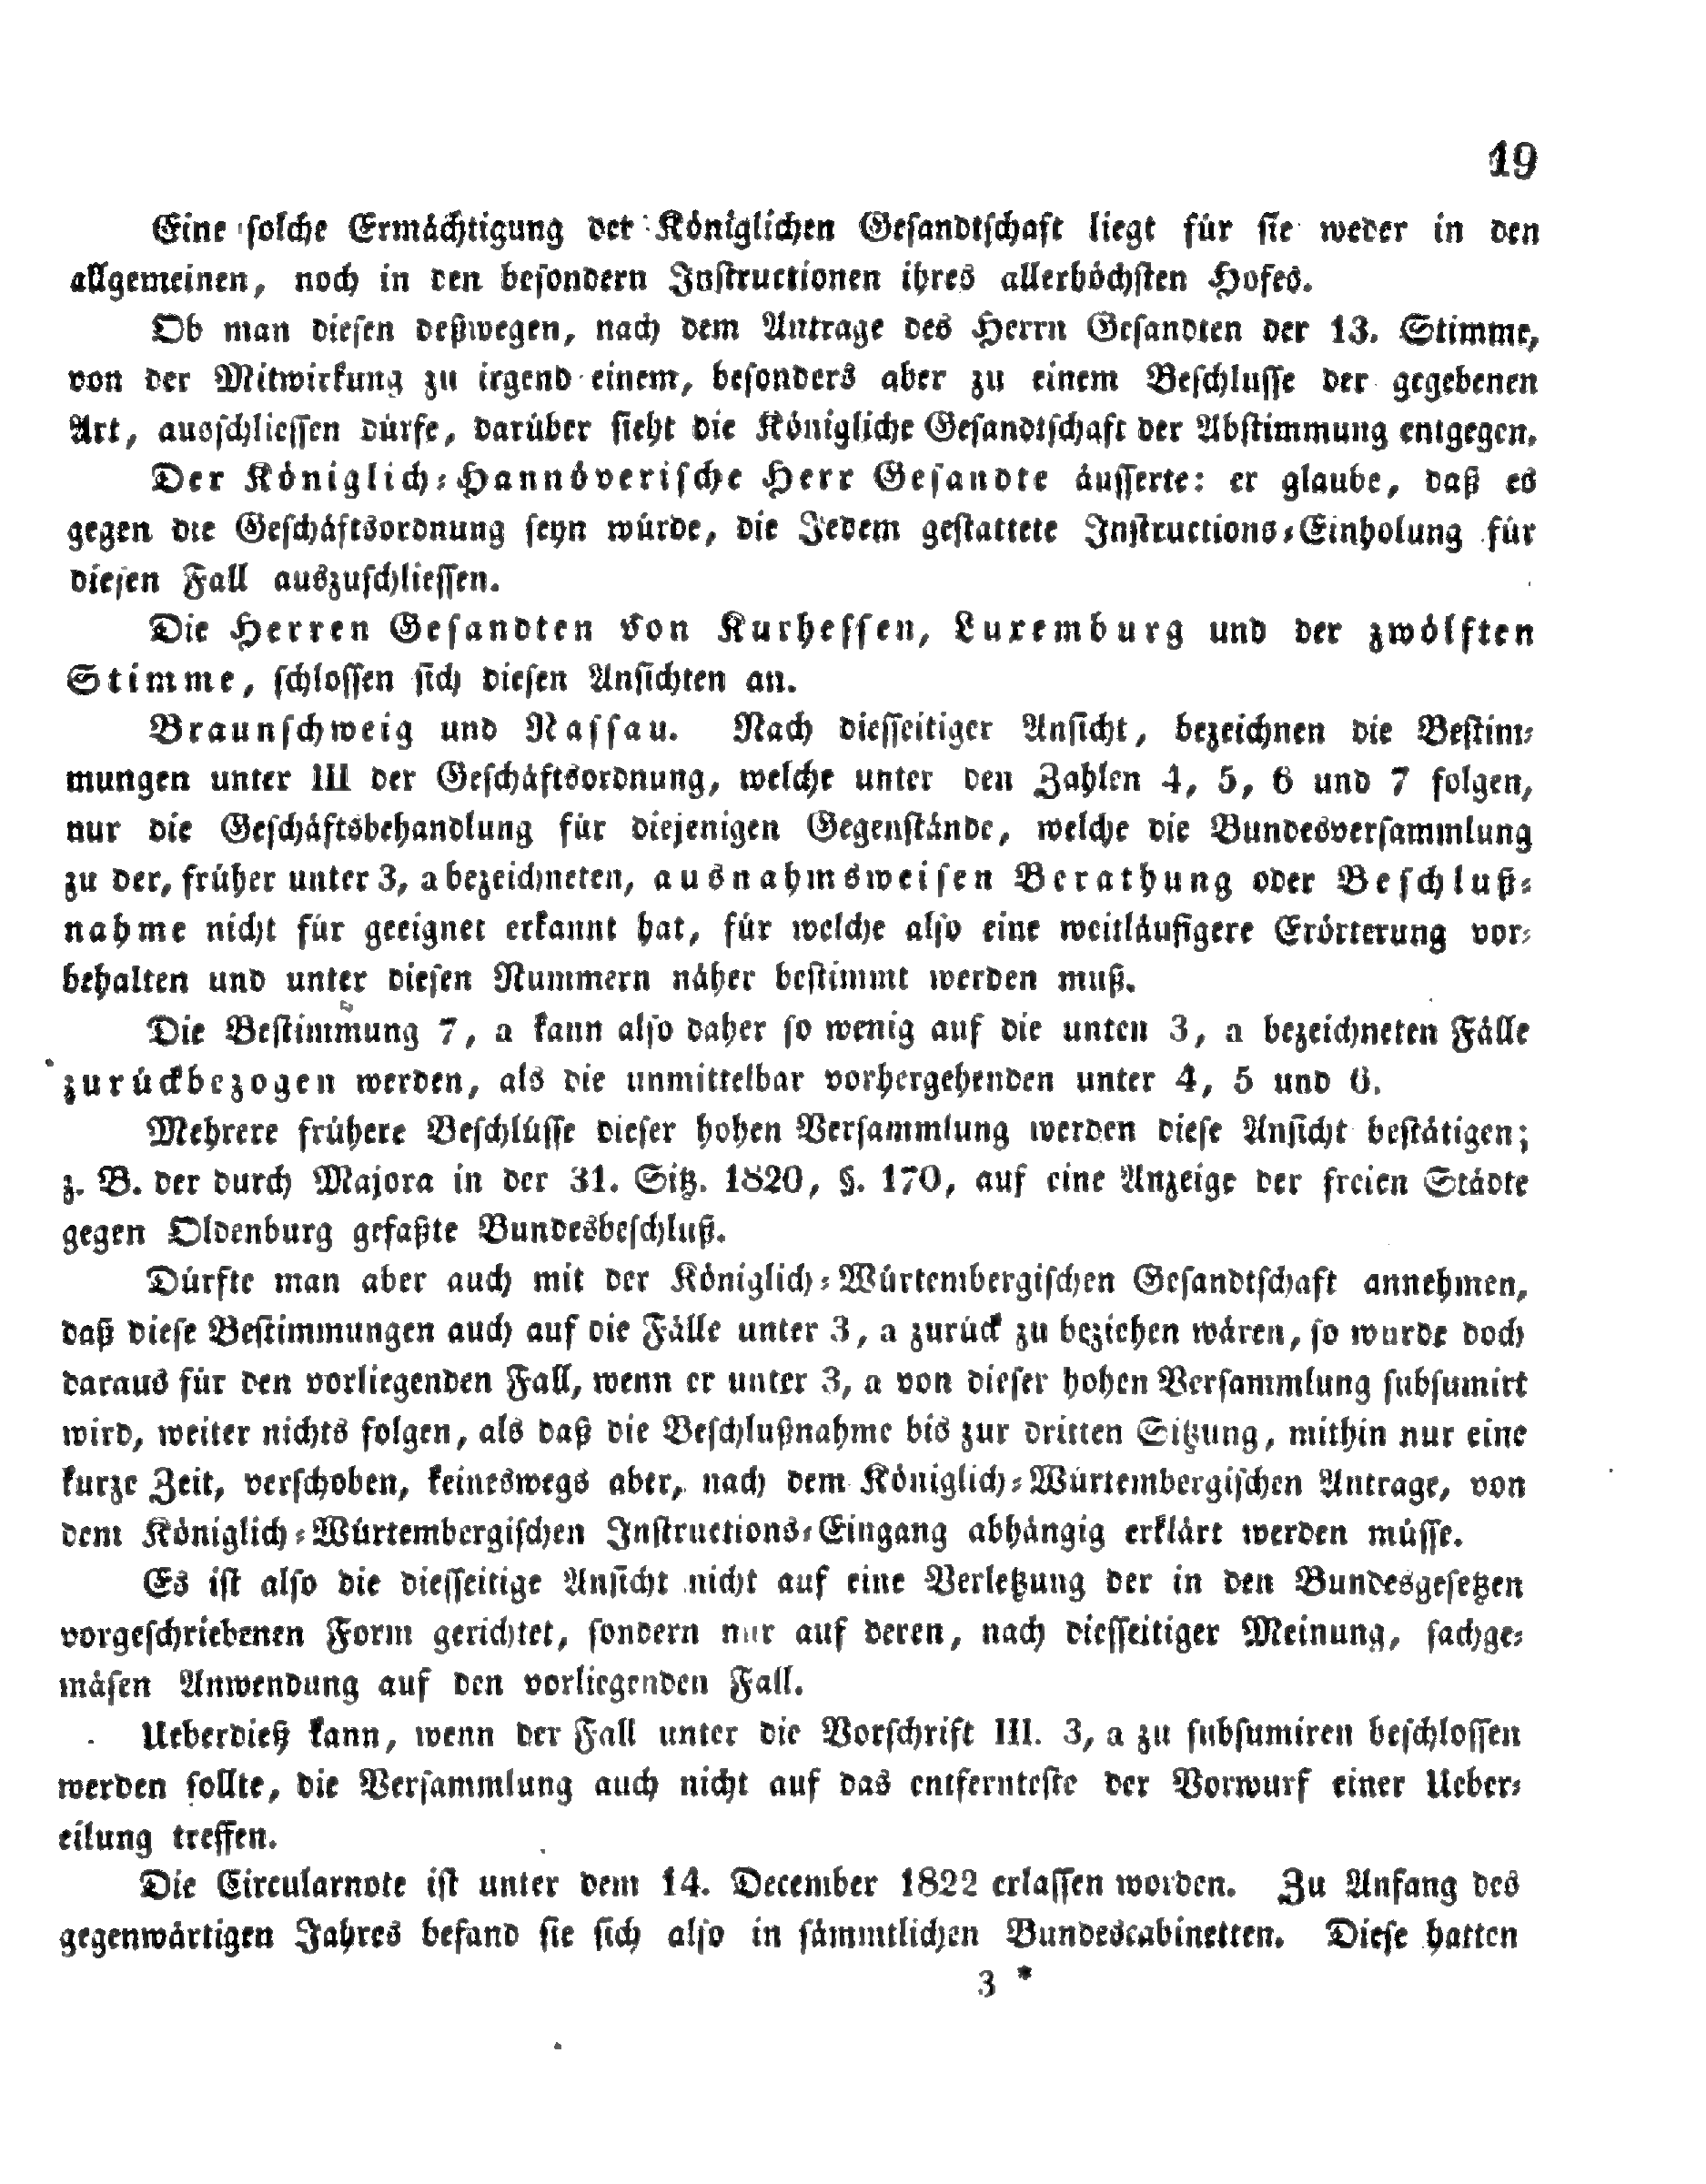 19
Eine solche Ermächtigung der Königlichen Gesandtschaft liegt für sie weder in den
allgemeinen, noch in den besondern Instructionen ihres allerhöchsten Hofes.
Ob man diesen deßwegen, nach dem Antrage des Herrn Gesandten der 13. Stimme,
von der Mitwirkung zu irgend einem, besonders aber zu einem Beschlusse der gegebenen
Art, ausschliessen dürfe, darüber sieht die Königliche Gesandtschaft der Abstimmung entgegen.
Der Königlich-Hannöverische Herr Gesandte äusserte: er glaube, daß es
gegen die Geschäftsordnung seyn würde, die Jedem gestattete Instructions-Einholung für
diesen Fall auszuschliessen.
Die Herren Gesandten von Kurhessen, Luxemburg und der zwölften
Stimme, schlossen sich diesen Ansichten an.
Braunschweig und Nassau. Nach diesseitiger Ansicht, bezeichnen die Bestim-
mungen unter III der Geschäftsordnung, welche unter den Zahlen 4, 5, 6 und 7 folgen,
nur die Geschäftsbehandlung für diejenigen Gegenstände, welche die Bundesversammlung
zu der, früher unter 3, a bezeichneten, ausnahmsweisen Berathung oder Beschluß-
nahme nicht für geeignet erkannt hat, für welche also eine weitläufigere Erörterung vor-
behalten und unter diesen Nummern näher bestimmt werden muß.
Die Bestimmung 7, a kann also daher so wenig auf die unten 3, a bezeichneten Fälle
zurückbezogen werden, als die unmittelbar vorhergehenden unter 4, 5 und 6.
Mehrere frühere Beschlüsse dieser hohen Versammlung werden diese Ansicht bestätigen;
z. B. der durch Majora in der 31. Sitz. 1820, §. 170, auf eine Anzeige der freien Städte
gegen Oldenburg gefaßte Bundesbeschluß.
Dürfte man aber auch mit der Königlich-Würtembergischen Gesandtschaft annehmen,
daß diese Bestimmungen auch auf die Fälle unter 3, a zurück zu beziehen wären, so wurde doch
daraus für den vorliegenden Fall, wenn er unter 3, a von dieser hohen Versammlung subsumirt
wird, weiter nichts folgen, als daß die Beschlußnahme bis zur dritten Sitzung, mithin nur eine
kurze Zeit, verschoben, keineswegs aber, nach dem Königlich-Würtembergischen Antrage, von
dem Königlich-Würtembergischen Instructions-Eingang abhängig erklärt werden müsse.
Es ist also die diesseitige Ansicht nicht auf eine Verletzung der in den Bundesgesetzen
vorgeschriebenen Form gerichtet, sondern nur auf deren, nach diesseitiger Meinung, sachge-
mäsen Anwendung auf den vorliegenden Fall.
Ueberdieß kann, wenn der Fall unter die Vorschrift III. 3, a zu subsumiren beschlossen
werden sollte, die Versammlung auch nicht auf das entfernteste der Vorwurf einer Ueber-
eilung treffen.
Die Circularnote ist unter dem 14. December 1822 erlassen worden. Zu Anfang des
gegenwärtigen Jahres befand sie sich also in sämmtlichen Bundescabinetten. Diese hatten
3 *